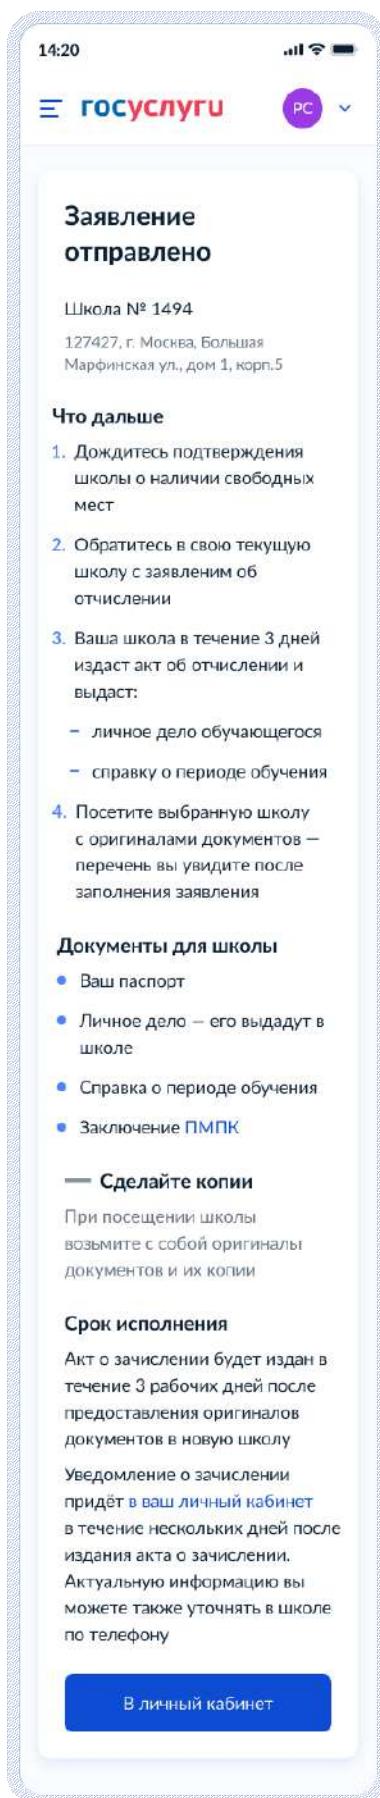 14:20
госуслуги
РС
Заявление
отправлено
Школа № 1494
127427, г. Москва, Большая
Марфинская ул., дом 1, корп.5
Что дальше
1. Дождитесь подтверждения
школы о наличии свободных
мест
2. Обратитесь в свою текущую
школу с заявленим об
отчислении
3. Ваша школа в течение 3 дней
издаст акт об отчислении и
выдаст:
– личное дело обучающегося
– справку о периоде обучения
4. Посетите выбранную школу
с оригиналами документов —
перечень вы увидите после
заполнения заявления
Документы для школы
Ваш паспорт
Личное дело — его выдадут в
школе
Справка о периоде обучения
Заключение ПМПК
Сделайте копии
При посещении школы
возьмите с собой оригиналы
документов и их копии
Срок исполнения
Акт о зачислении будет издан в
течение 3 рабочих дней после
предоставления оригиналов
документов в новую школу
Уведомление о зачислении
придёт в ваш личный кабинет
в течение нескольких дней после
издания акта о зачислении.
Актуальную информацию вы
можете также уточнять в школе
по телефону
В личный кабинет